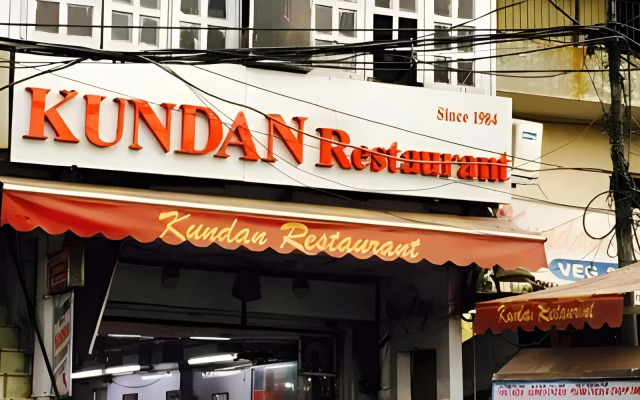 Since 1984
KUNDAN Restaurant
Kundan Restaurant
VEG
Kundan Restaurant